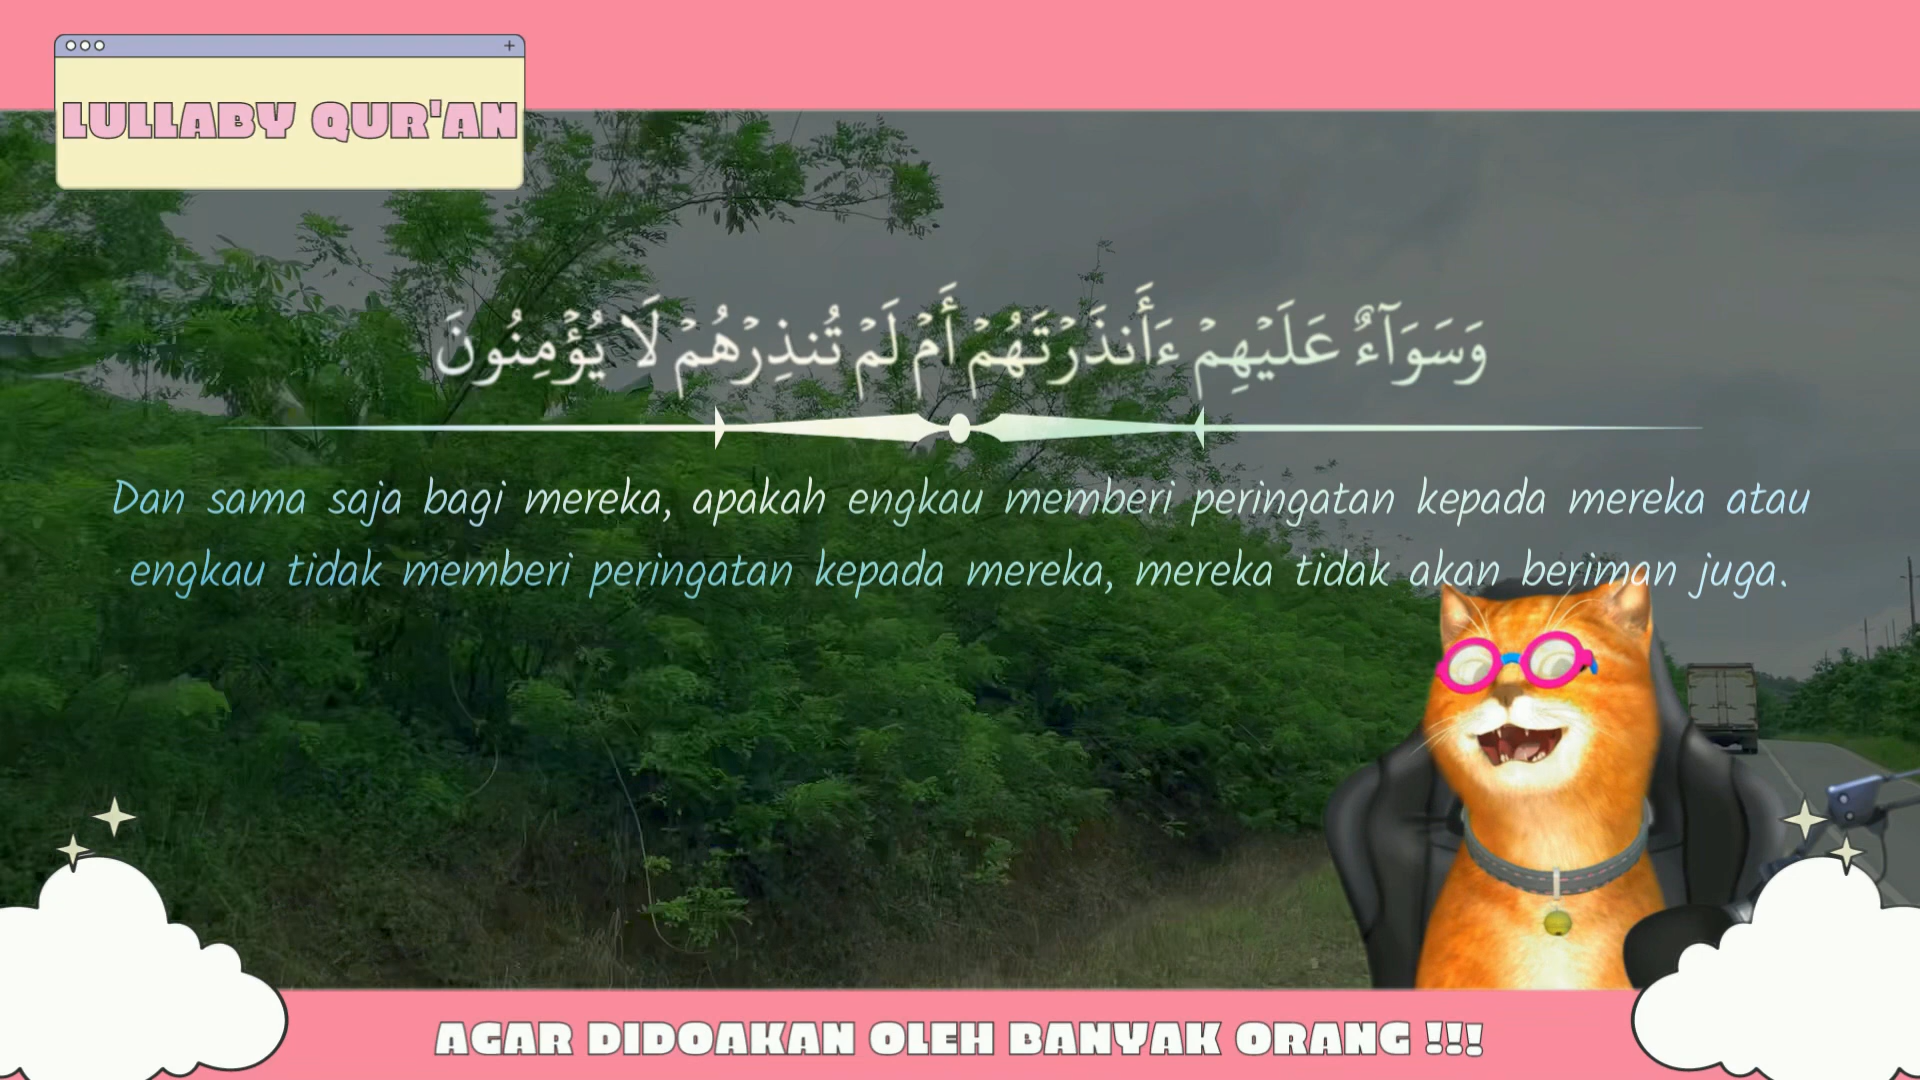 LULLABY QUR'AN
وَسَوَآءٌ عَلَيْهِمْ ءَأَنذَرْتَهُمْ أَمْ لَمْ تُنذِرْهُمْ لَا يُؤْمِنُونَ
Dan sama saja bagi mereka, apakah engkau memberi peringatan kepada mereka atau
engkau tidak memberi peringatan kepada mereka, mereka tidak akan beriman juga.
AGAR DIDOAKAN OLEH BANYAK ORANG !!!